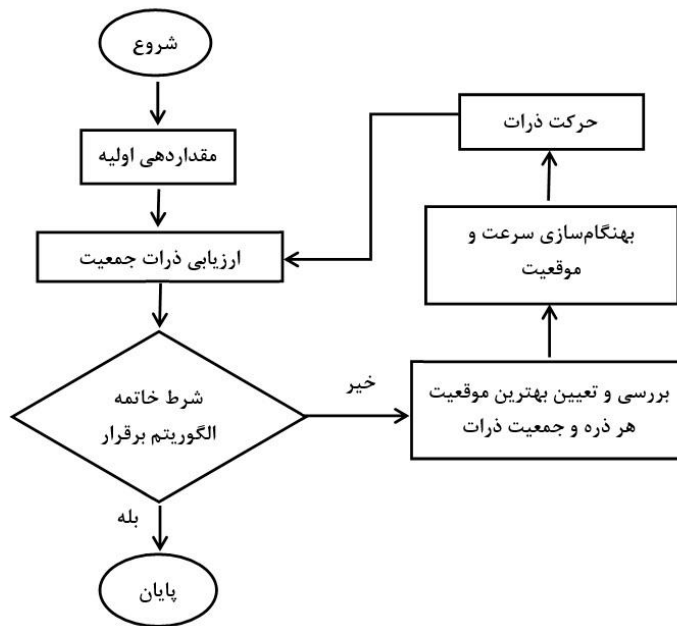 شروع
مقداردهی اولیه
ارزیابی ذرات جمعیت
شرط خاتمه
الگوریتم برقرار
خیر
بله
پایان
بررسی و تعیین بهترین موقعیت
هر ذره و جمعیت ذرات
بهنگام‌سازی سرعت و
موقعیت
حرکت ذرات